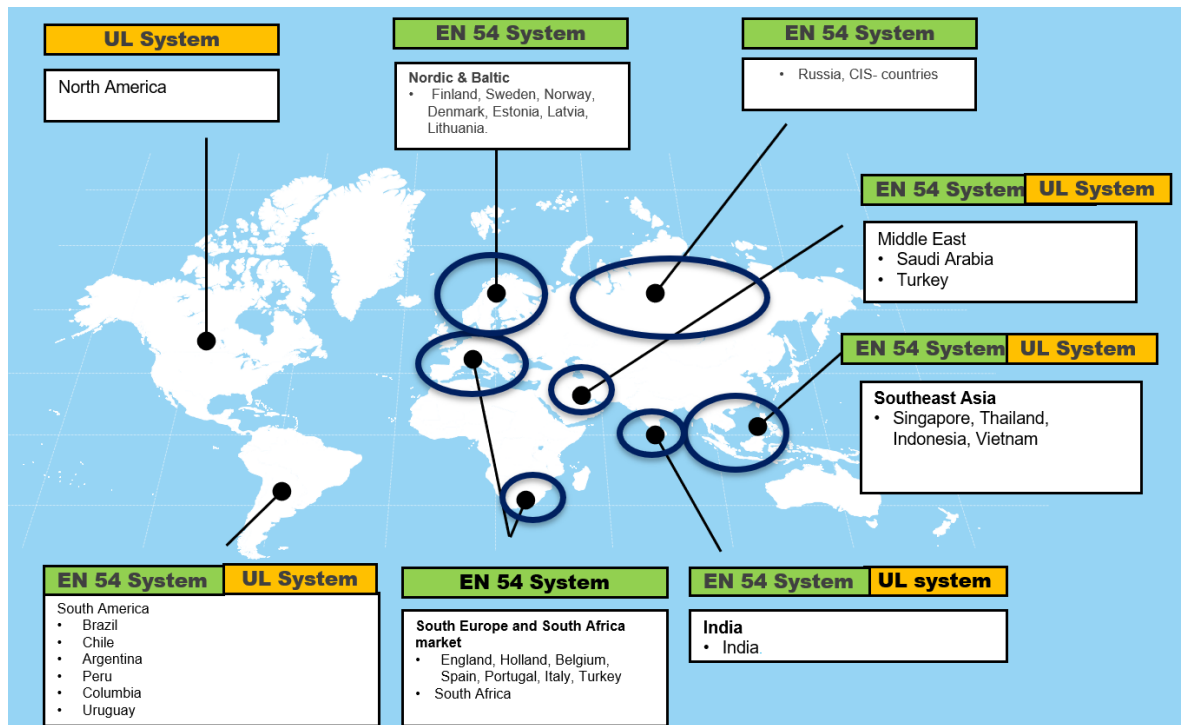 UL System
North America
EN 54 System
Nordic & Baltic
• Finland, Sweden, Norway,
Denmark, Estonia, Latvia,
Lithuania.
EN 54 System
• Russia, CIS- countries
EN 54 System UL System
Middle East
• Saudi Arabia
• Turkey
EN 54 System UL System
Southeast Asia
• Singapore, Thailand,
Indonesia, Vietnam
EN 54 System UL System
South America
• Brazil
• Chile
• Argentina
• Peru
• Columbia
• Uruguay
EN 54 System
South Europe and South Africa
market
• England, Holland, Belgium,
Spain, Portugal, Italy, Turkey
• South Africa
EN 54 System UL system
India
• India.